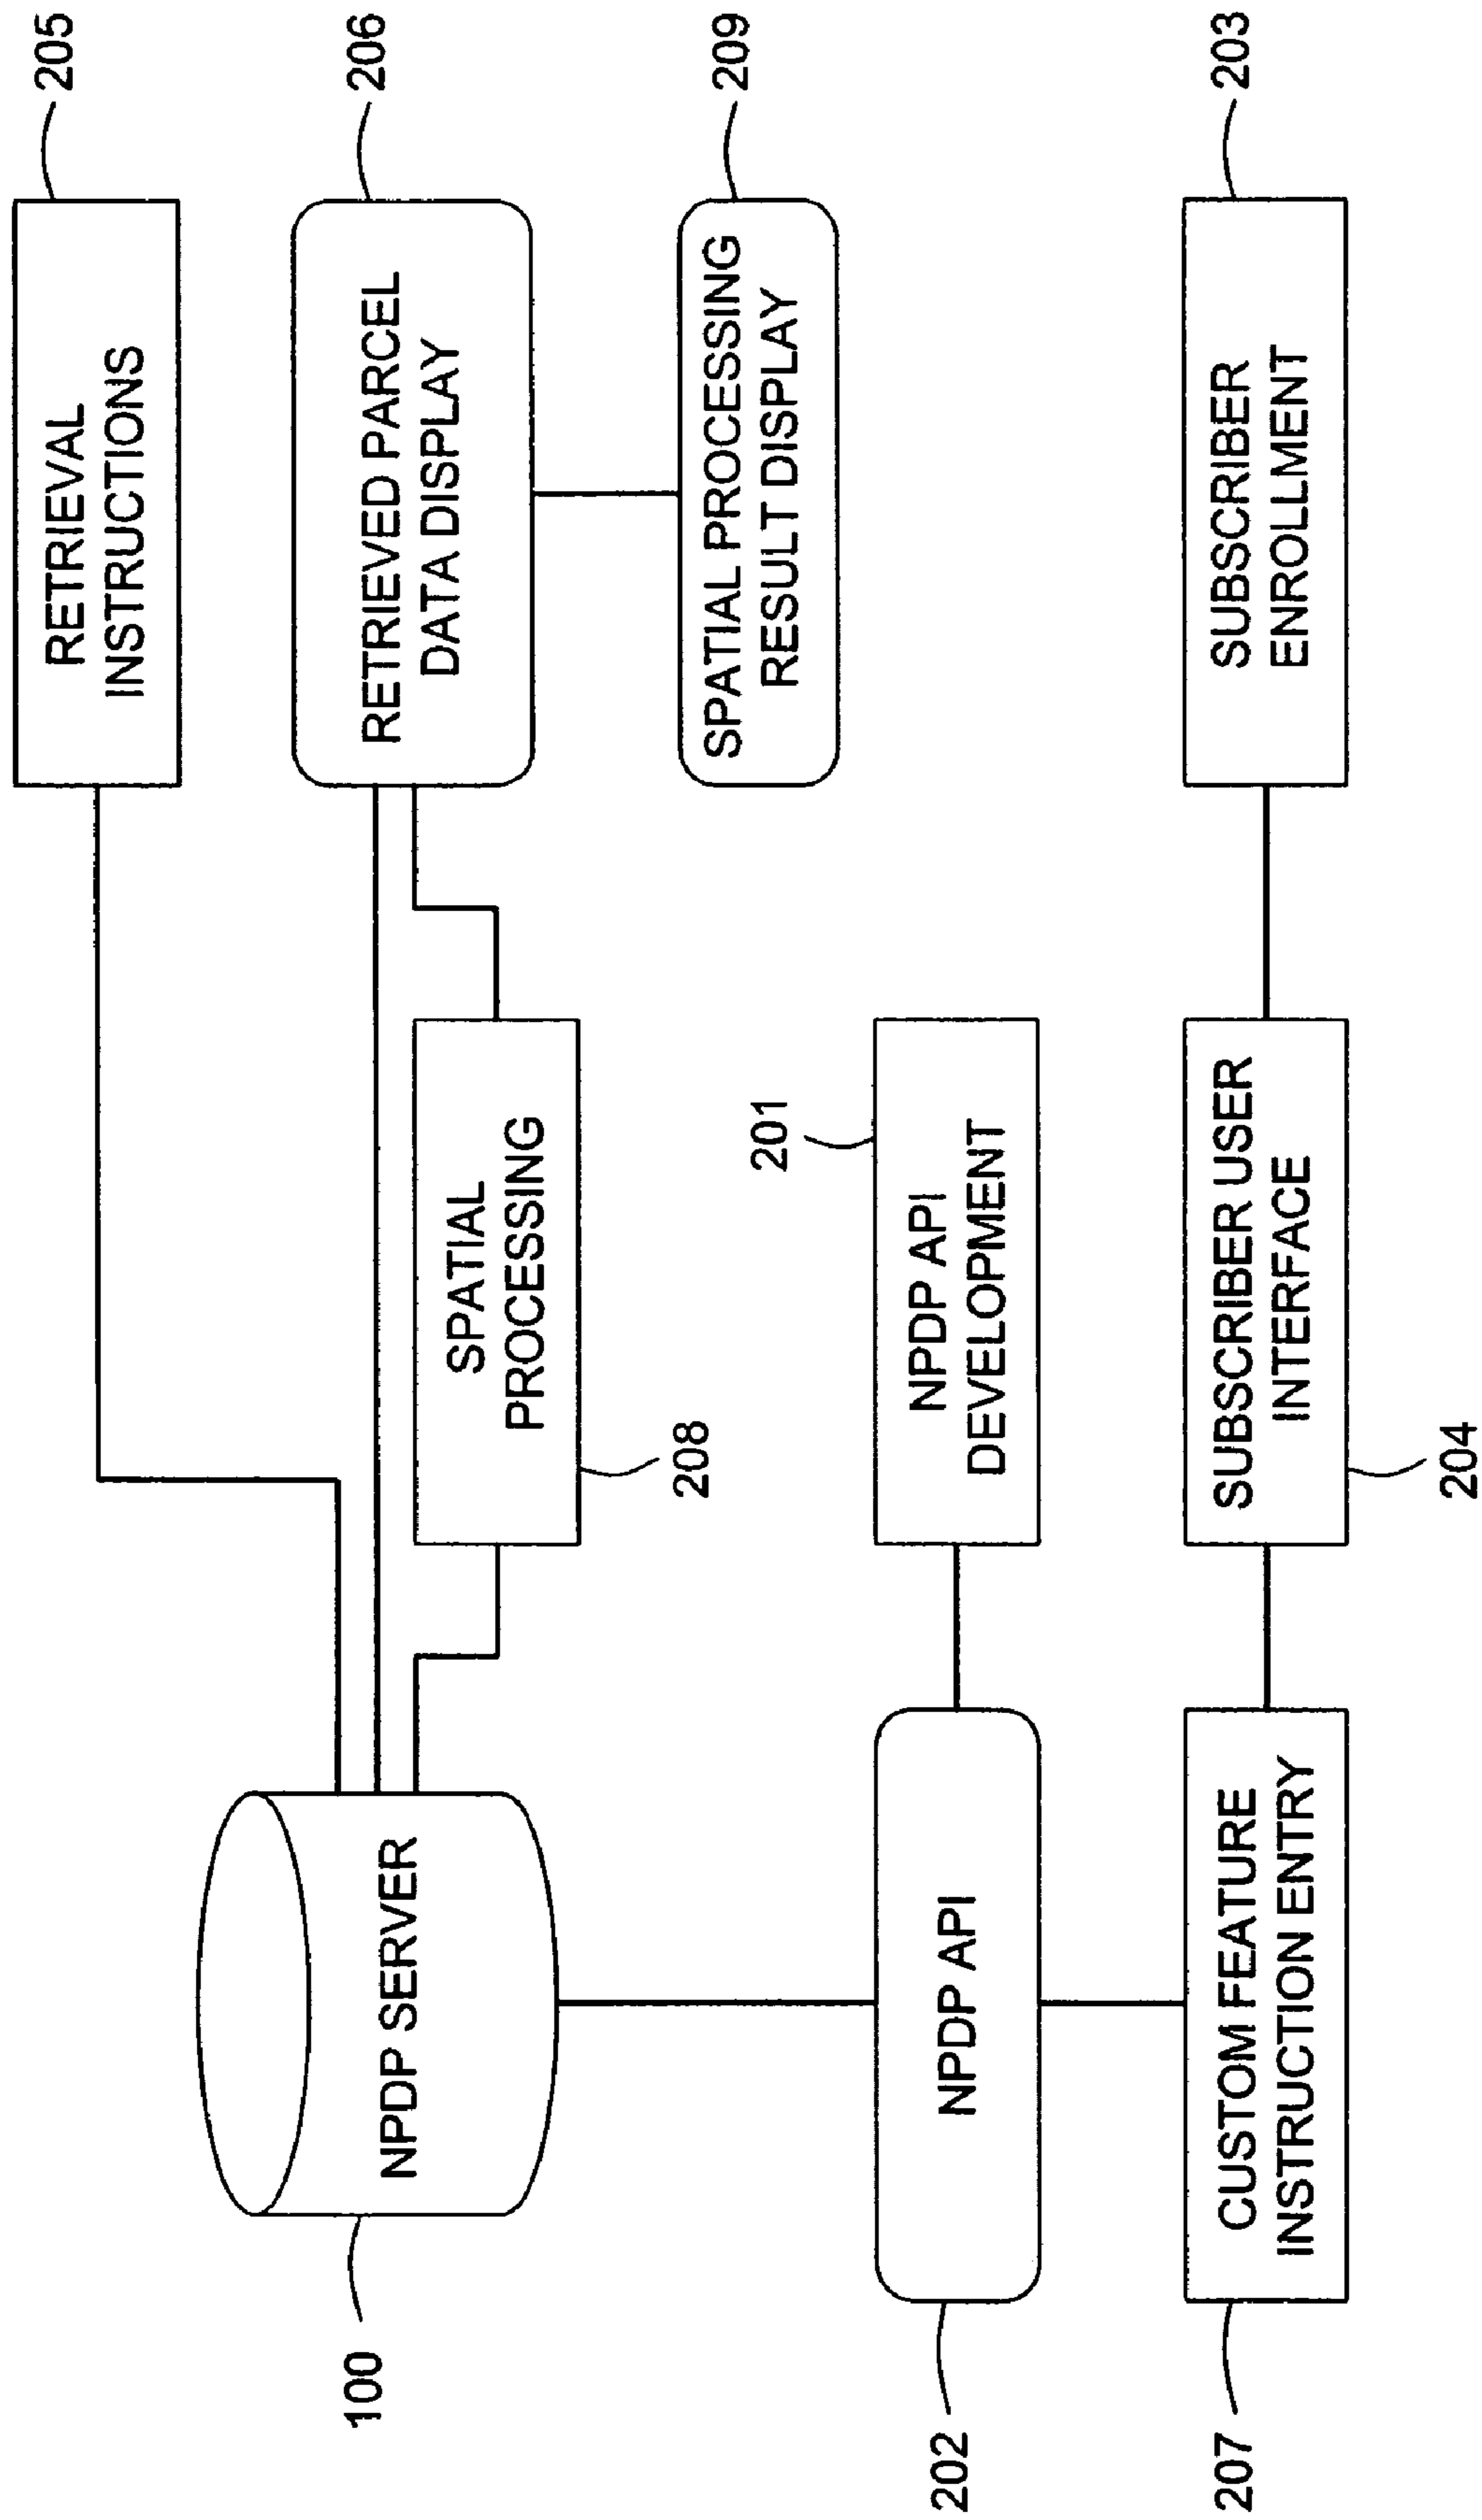 205
RETRIEVAL
INSTRUCTIONS
206
RETRIEVED PARCEL
DATA DISPLAY
209
SPATIAL PROCESSING
RESULT DISPLAY
203
SUBSCRIBER
ENROLLMENT
SPATIAL
PROCESSING
208
201
NPDP API
DEVELOPMENT
SUBSCRIBER USER
INTERFACE
204
NPDP SERVER
100
NPDP API
202
CUSTOM FEATURE
INSTRUCTION ENTRY
207